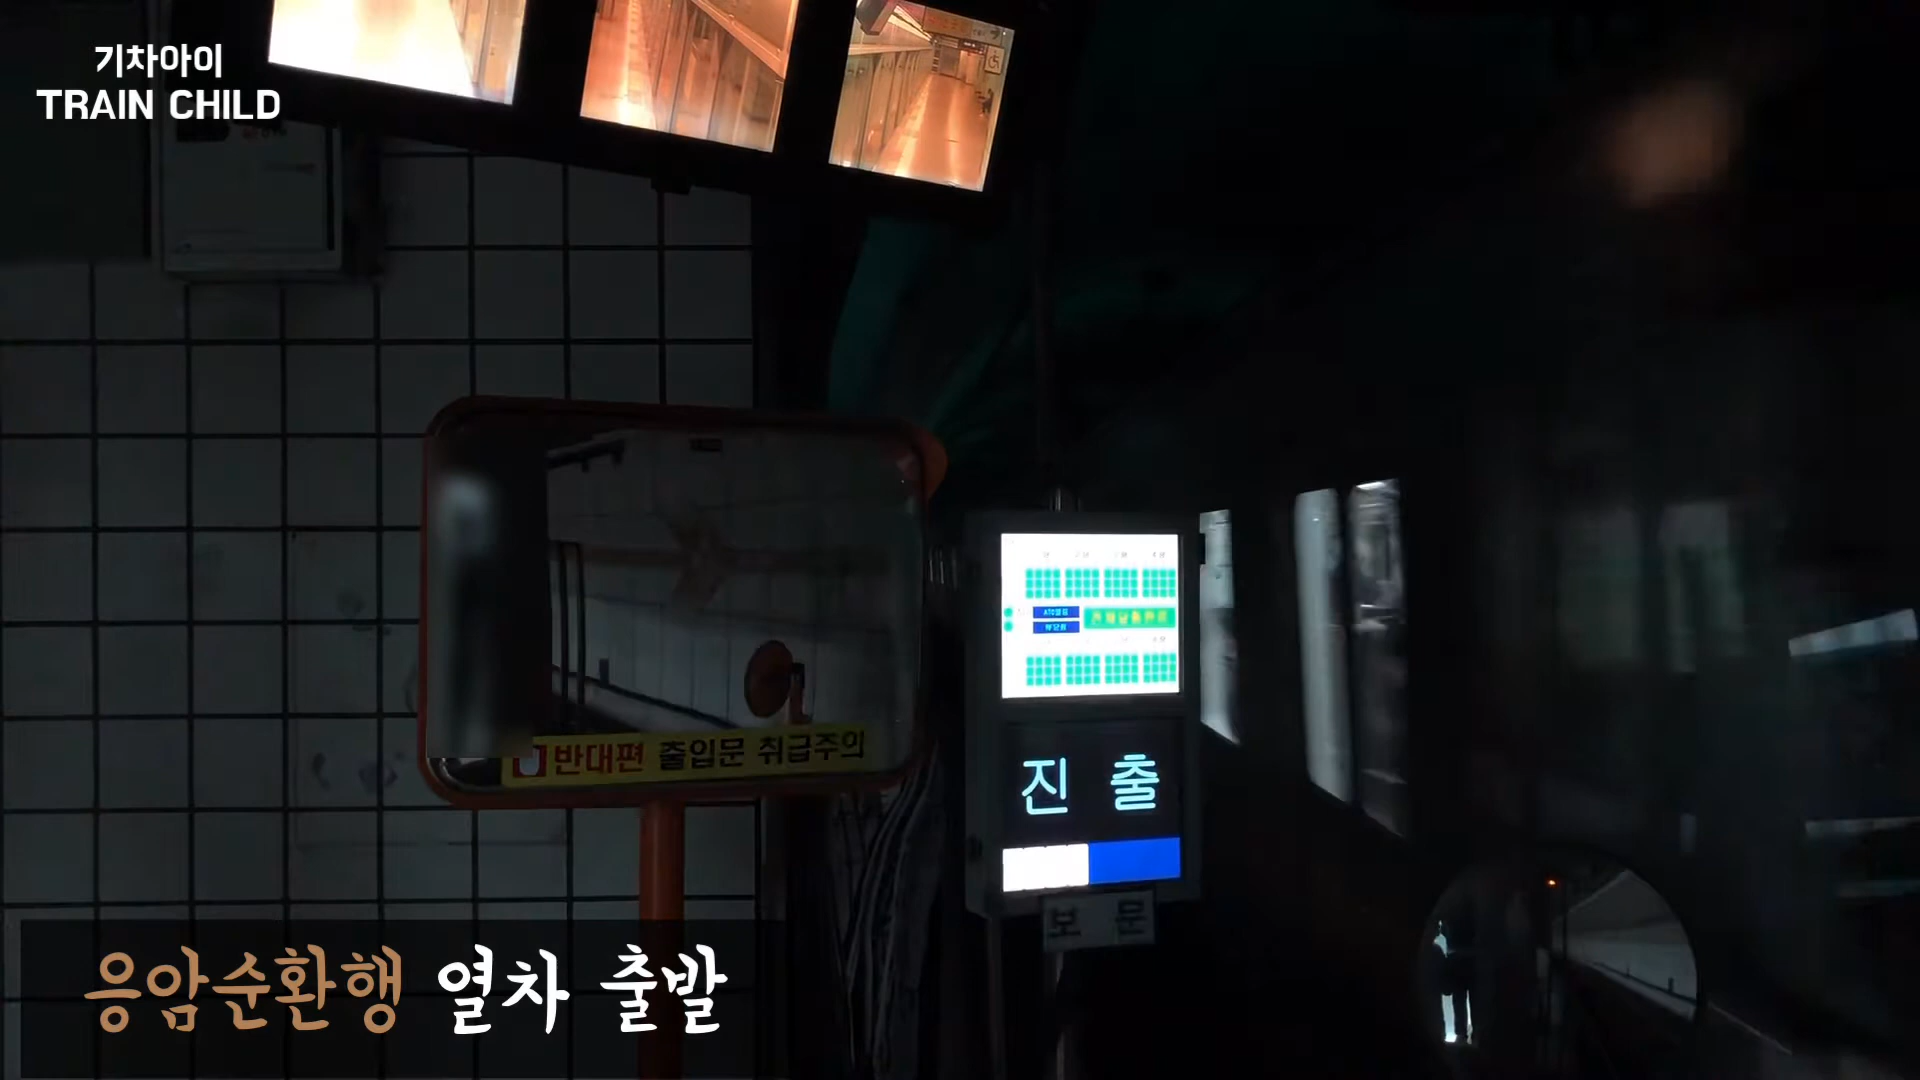 기차아이
TRAIN CHILD
반대편 출입문 취급주의
진 출
보 문
응암순환행 열차 출발